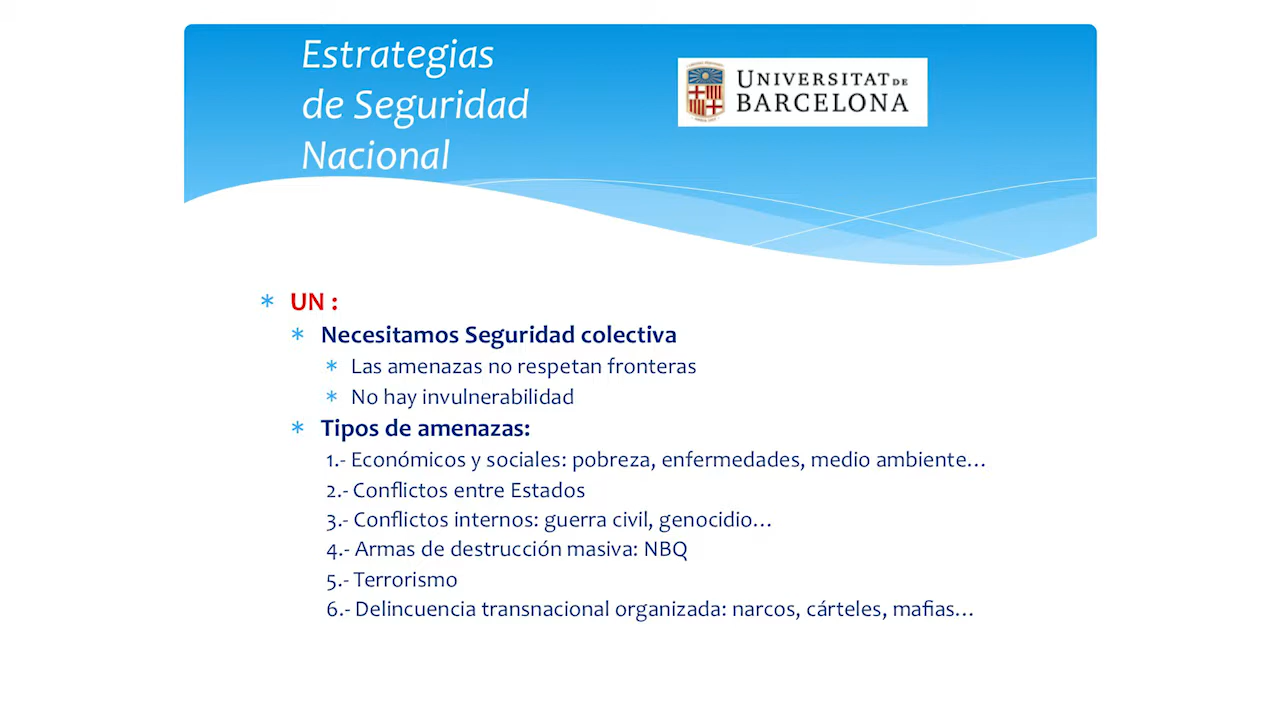 Estrategias
de Seguridad
Nacional
UNIVERSITAT DE
BARCELONA
* UN :
* Necesitamos Seguridad colectiva
* Las amenazas no respetan fronteras
* No hay invulnerabilidad
* Tipos de amenazas:
1.- Económicos y sociales: pobreza, enfermedades, medio ambiente…
2.- Conflictos entre Estados
3.- Conflictos internos: guerra civil, genocidio…
4.- Armas de destrucción masiva: NBQ
5.- Terrorismo
6.- Delincuencia transnacional organizada: narcos, cárteles, mafias…